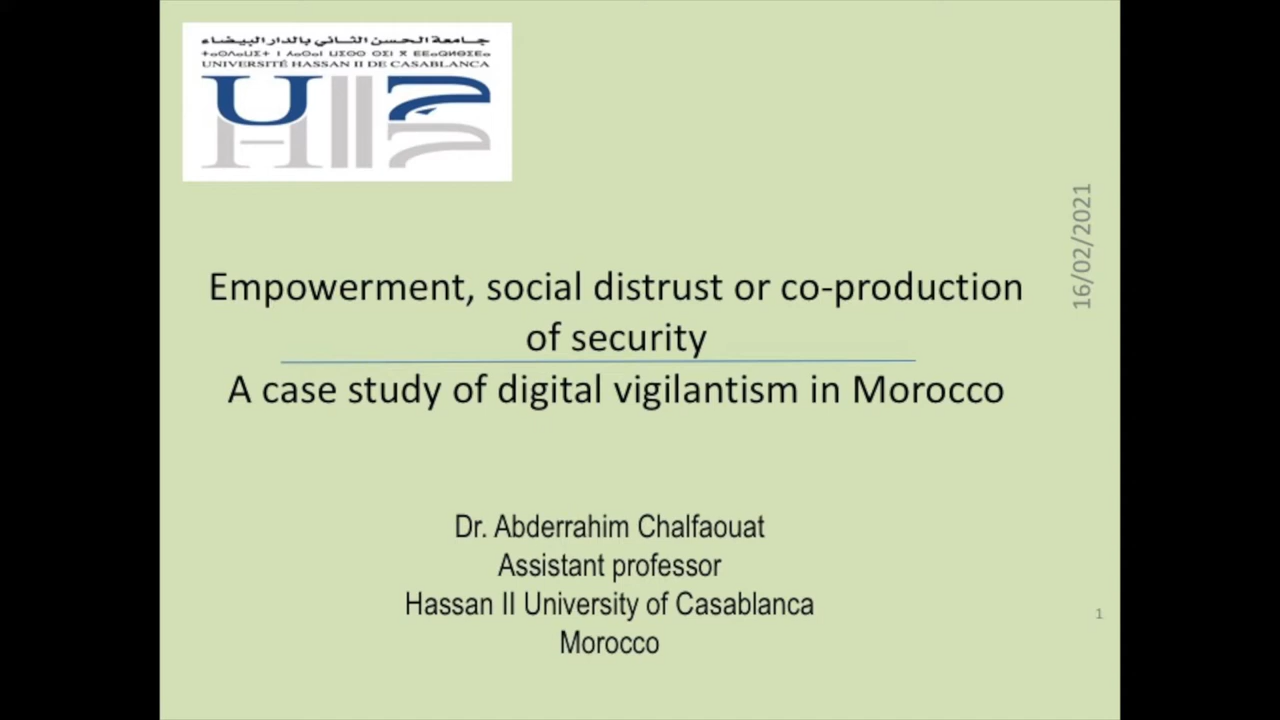 جامعة الحسن الثاني بالدار البيضاء
UNIVERSITÉ HASSAN II DE CASABLANCA
UH2
16/02/2021
Empowerment, social distrust or co-production
of security
A case study of digital vigilantism in Morocco
Dr. Abderrahim Chalfaouat
Assistant professor
Hassan II University of Casablanca
Morocco
1